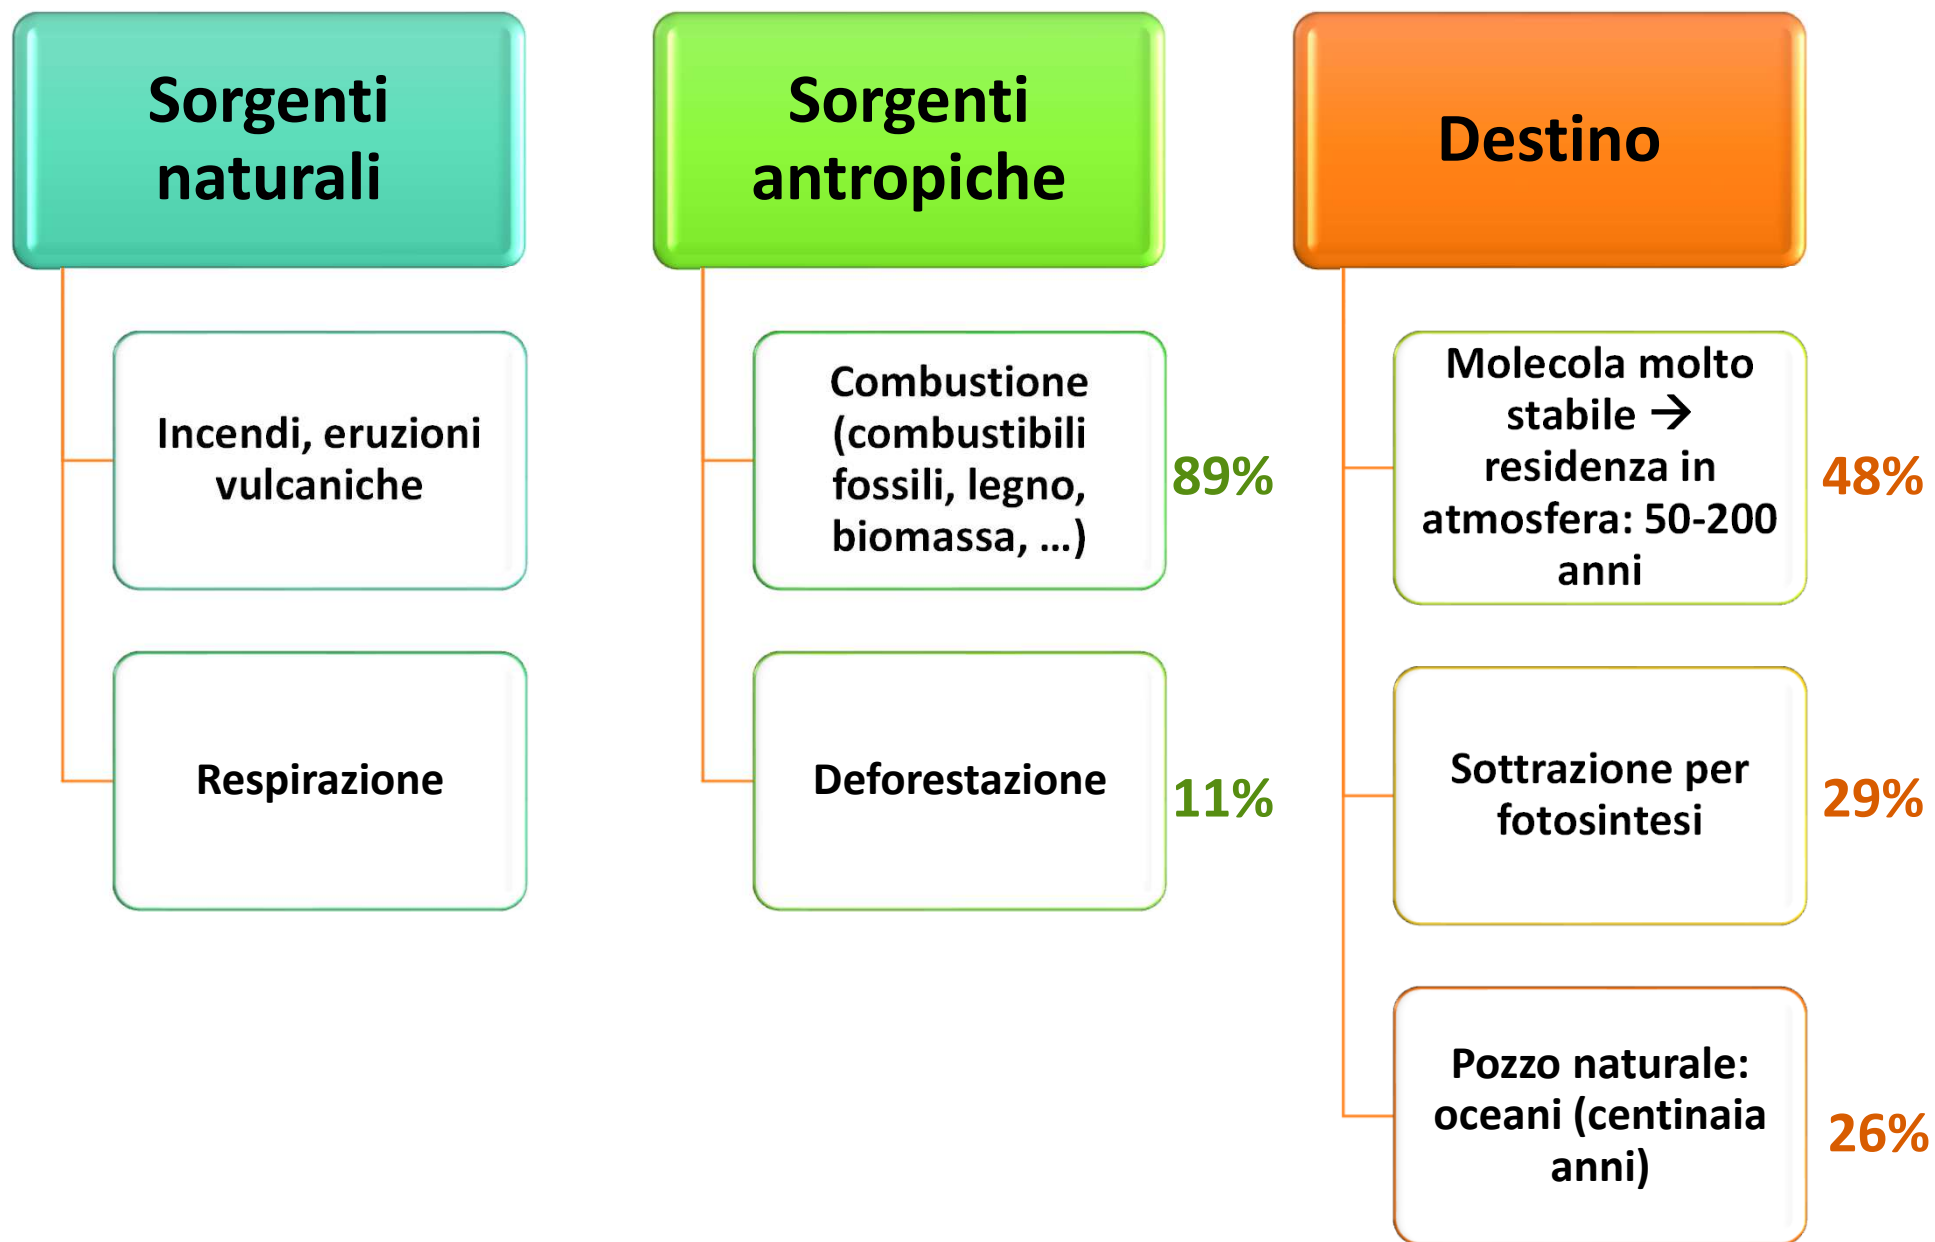 Sorgenti
naturali
Incendi, eruzioni
vulcaniche
Respirazione
Sorgenti
antropiche
Combustione
(combustibili
fossili, legno,
biomassa, ...)
89%
Deforestazione
11%
Destino
Molecola molto
stabile →
residenza in
atmosfera: 50-200
anni
48%
Sottrazione per
fotosintesi
29%
Pozzo naturale:
oceani (centinaia
anni)
26%